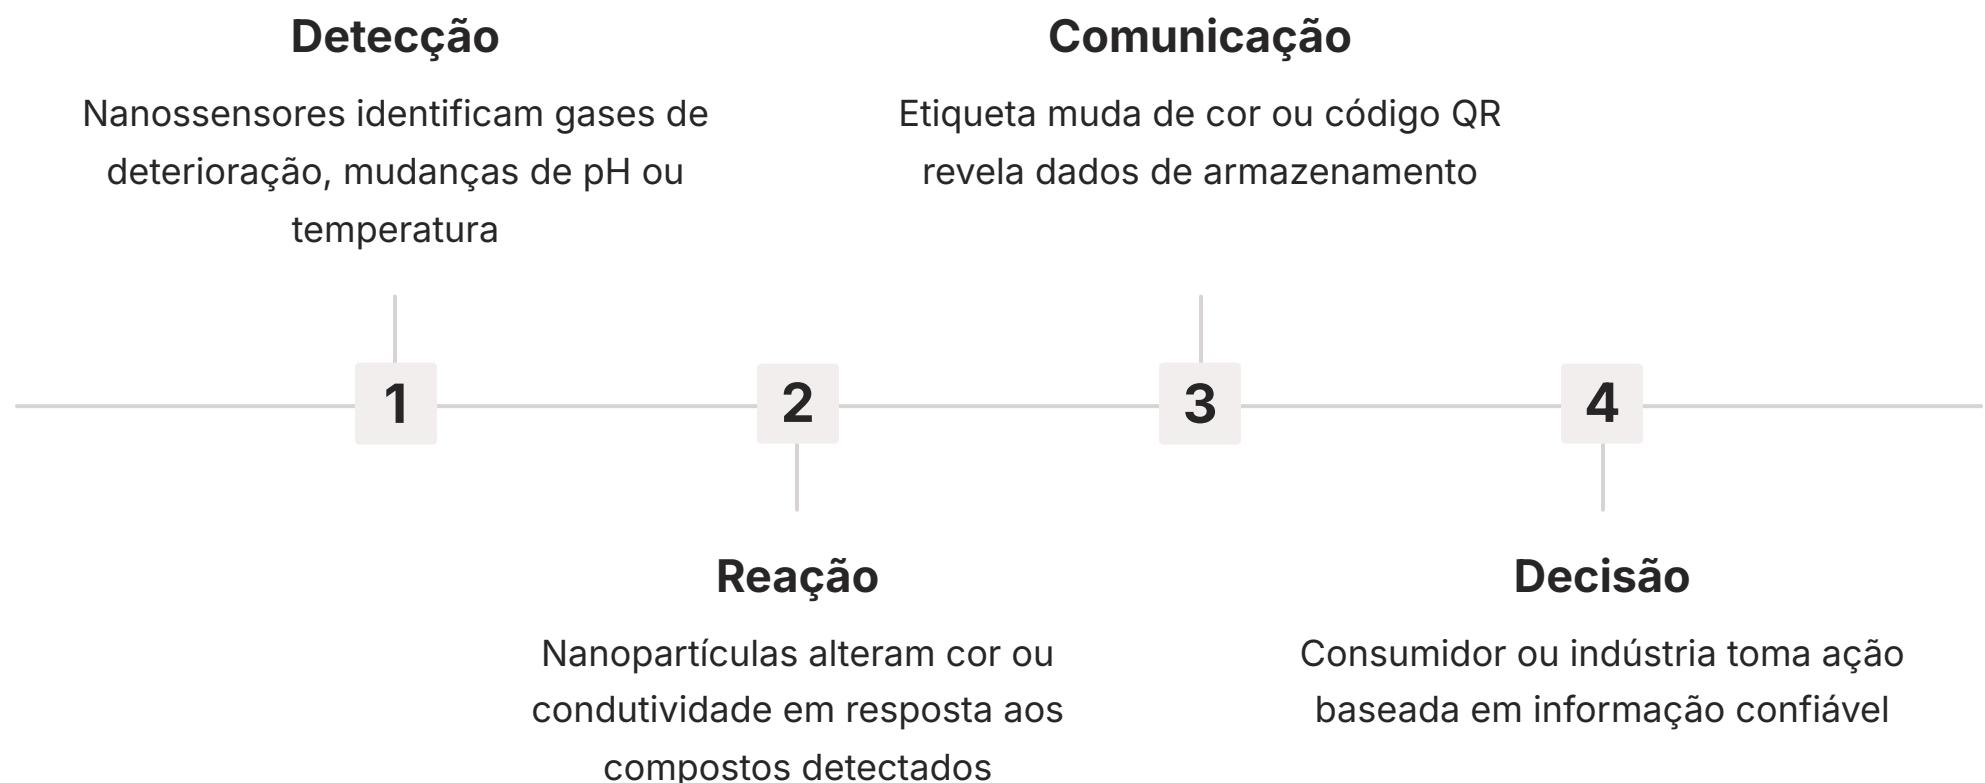 Detecção
Nanossensores identificam gases de
deterioração, mudanças de pH ou
temperatura
Comunicação
Etiqueta muda de cor ou código QR
revela dados de armazenamento
1
2
3
4
Reação
Nanopartículas alteram cor ou
condutividade em resposta aos
compostos detectados
Decisão
Consumidor ou indústria toma ação
baseada em informação confiável